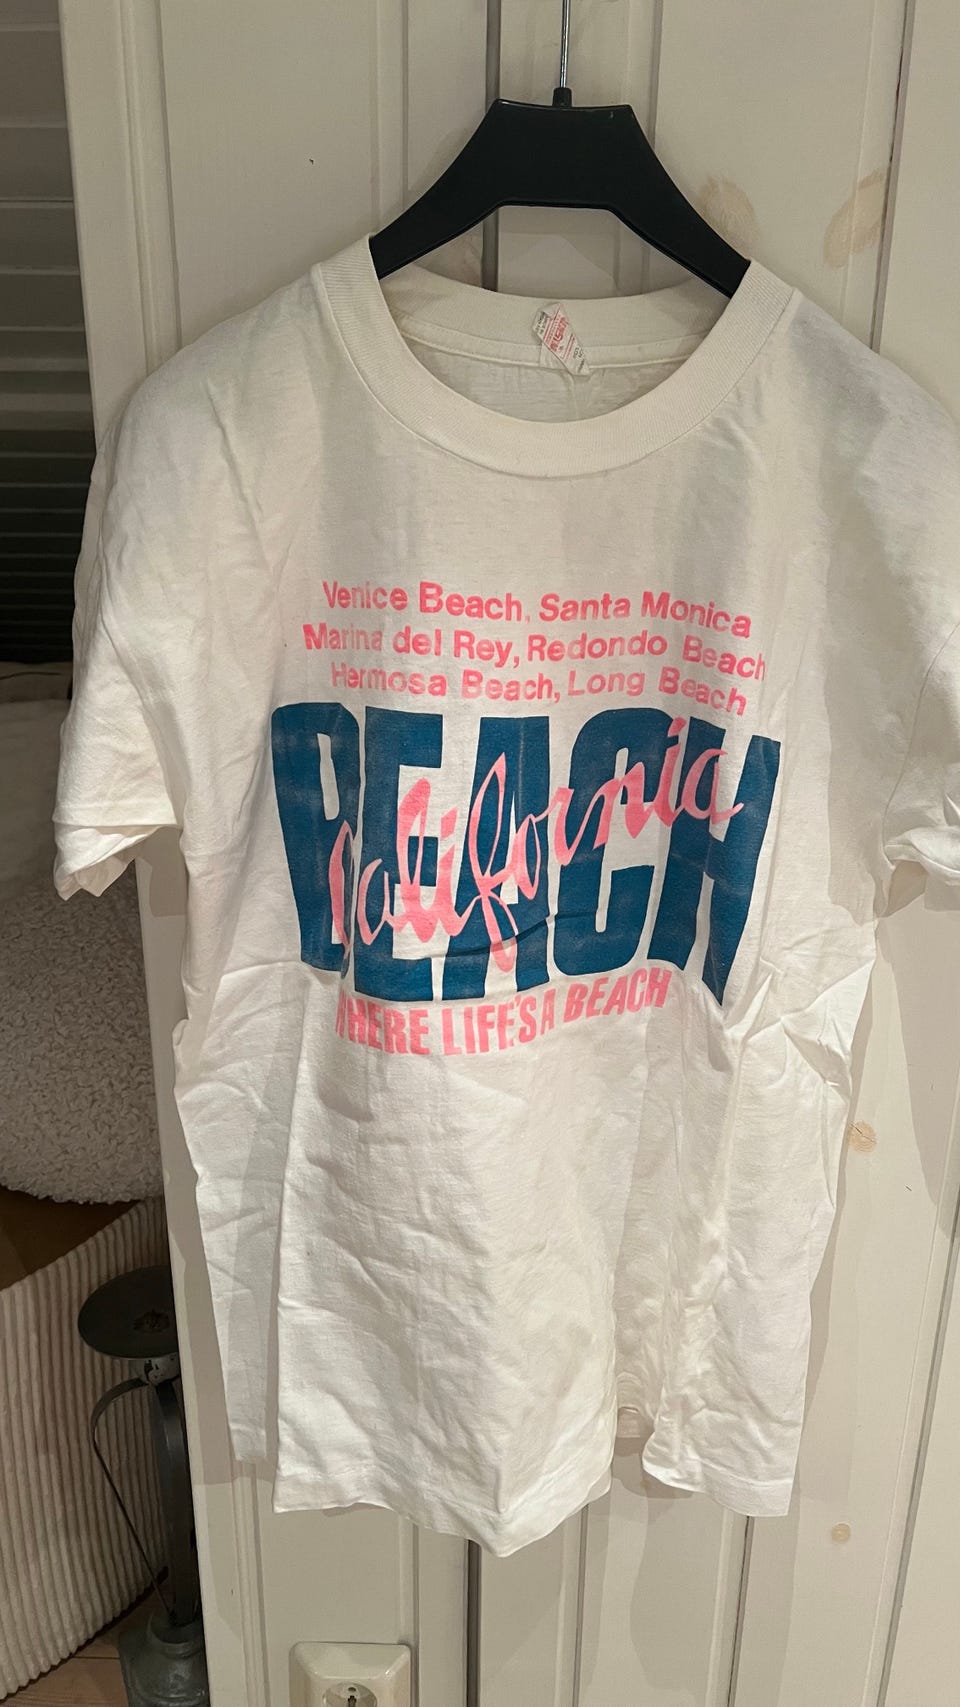 Venice Beach, Santa Monica
Marina del Rey, Redondo Beach
Hermosa Beach, Long Beach
BEACH
California
WHERE LIFE'S A BEACH